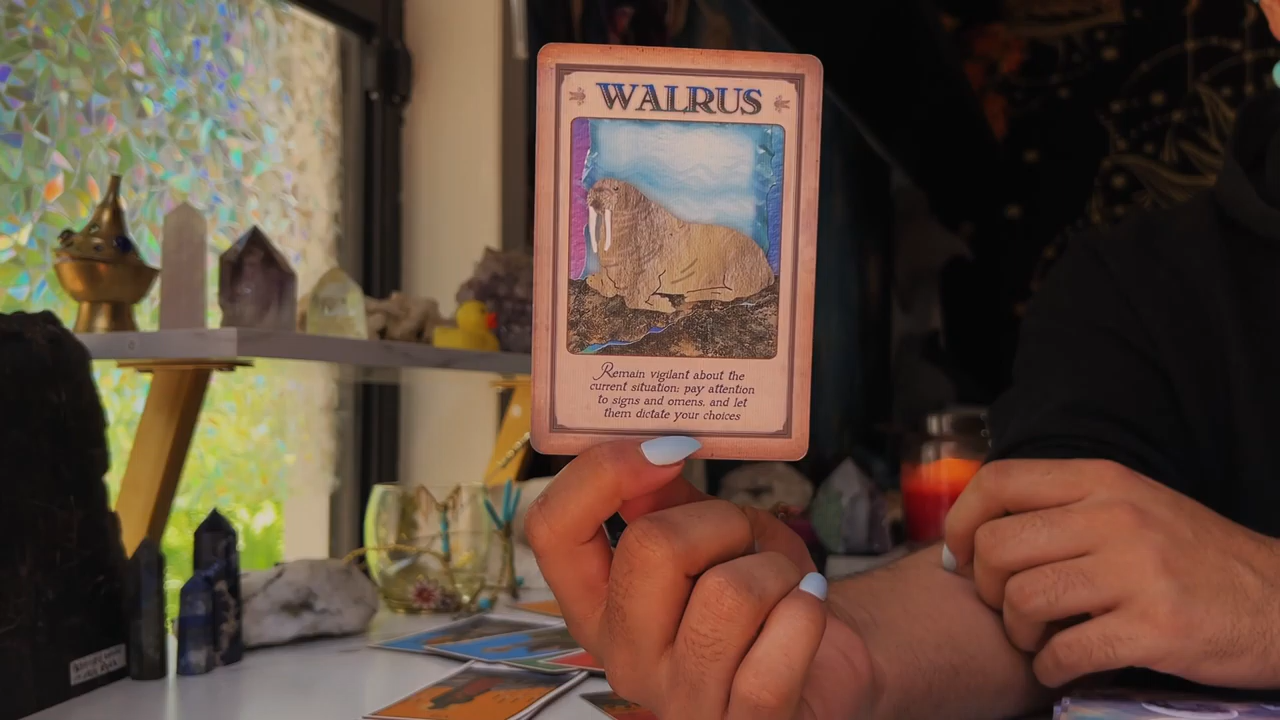 WALRUS
Remain vigilant about the
current situation; pay attention
to signs and omens, and let
them dictate your choices